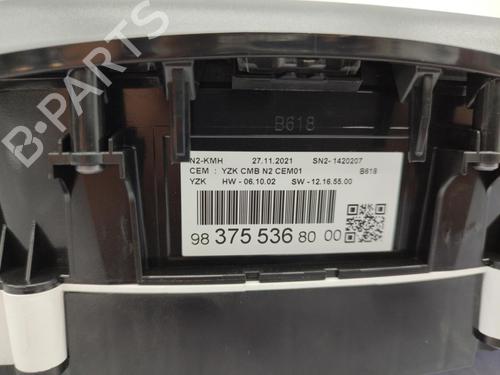 B618
N2-KMH 27.11.2021 SN2- 1420207
CEM : YZK CMB N2 CEM01 B618
YZK HW - 06.10.02 SW - 12.16.55.00
98 375 536 80 00
B-PARTS